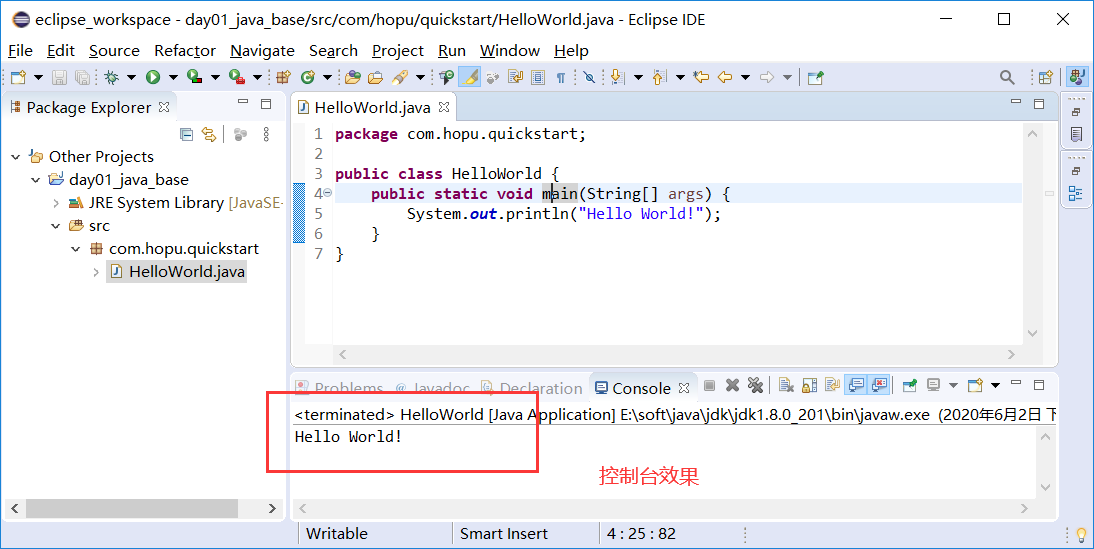 eclipse_workspace - day01_java_base/src/com/hopu/quickstart/HelloWorld.java - Eclipse IDE
File Edit Source Refactor Navigate Search Project Run Window Help
Package Explorer
Other Projects
day01_java_base
JRE System Library [JavaSE-
src
com.hopu.quickstart
HelloWorld.java
HelloWorld.java
1 package com.hopu.quickstart;
2
3 public class HelloWorld {
4 public static void main(String[] args) {
5 System.out.println("Hello World!");
6 }
7 }
Problems @ Javadoc Declaration Console
<terminated> HelloWorld [Java Application] E:\soft\java\jdk\jdk1.8.0_201\bin\javaw.exe (2020年6月2日 下
Hello World!
控制台效果
Writable Smart Insert 4 : 25 : 82